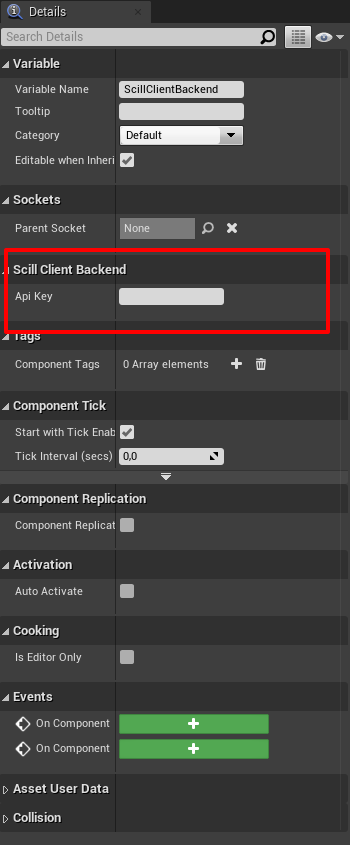 Details
Search Details
Variable
Variable Name ScillClientBackend
Tooltip
Category Default
Editable when Inheri
Sockets
Parent Socket None
Scill Client Backend
Api Key
Tags
Component Tags 0 Array elements
Component Tick
Start with Tick Enab
Tick Interval (secs) 0,0
Component Replication
Component Replicat
Activation
Auto Activate
Cooking
Is Editor Only
Events
On Component
On Component
Asset User Data
Collision